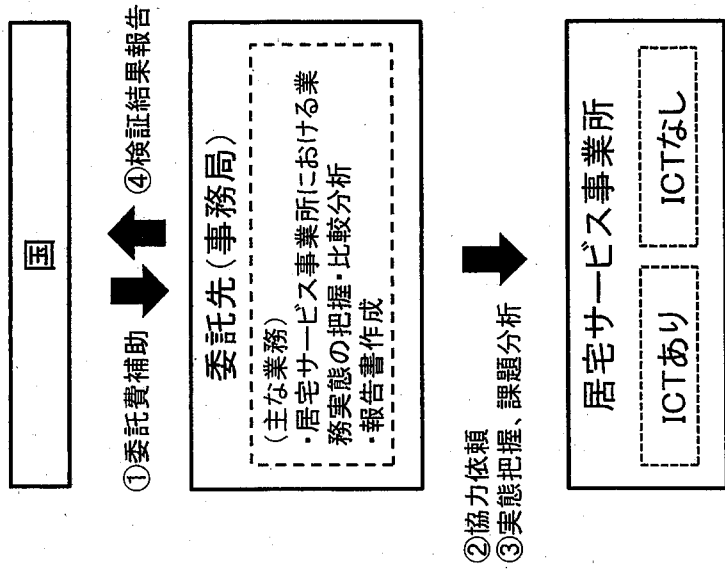 国
①委託費補助
④検証結果報告
委託先(事務局)
(主な業務)
・居宅サービス事業所における業
務実態の把握・比較分析
・報告書作成
②協力依頼
③実態把握、課題分析
居宅サービス事業所
ICTあり
ICTなし